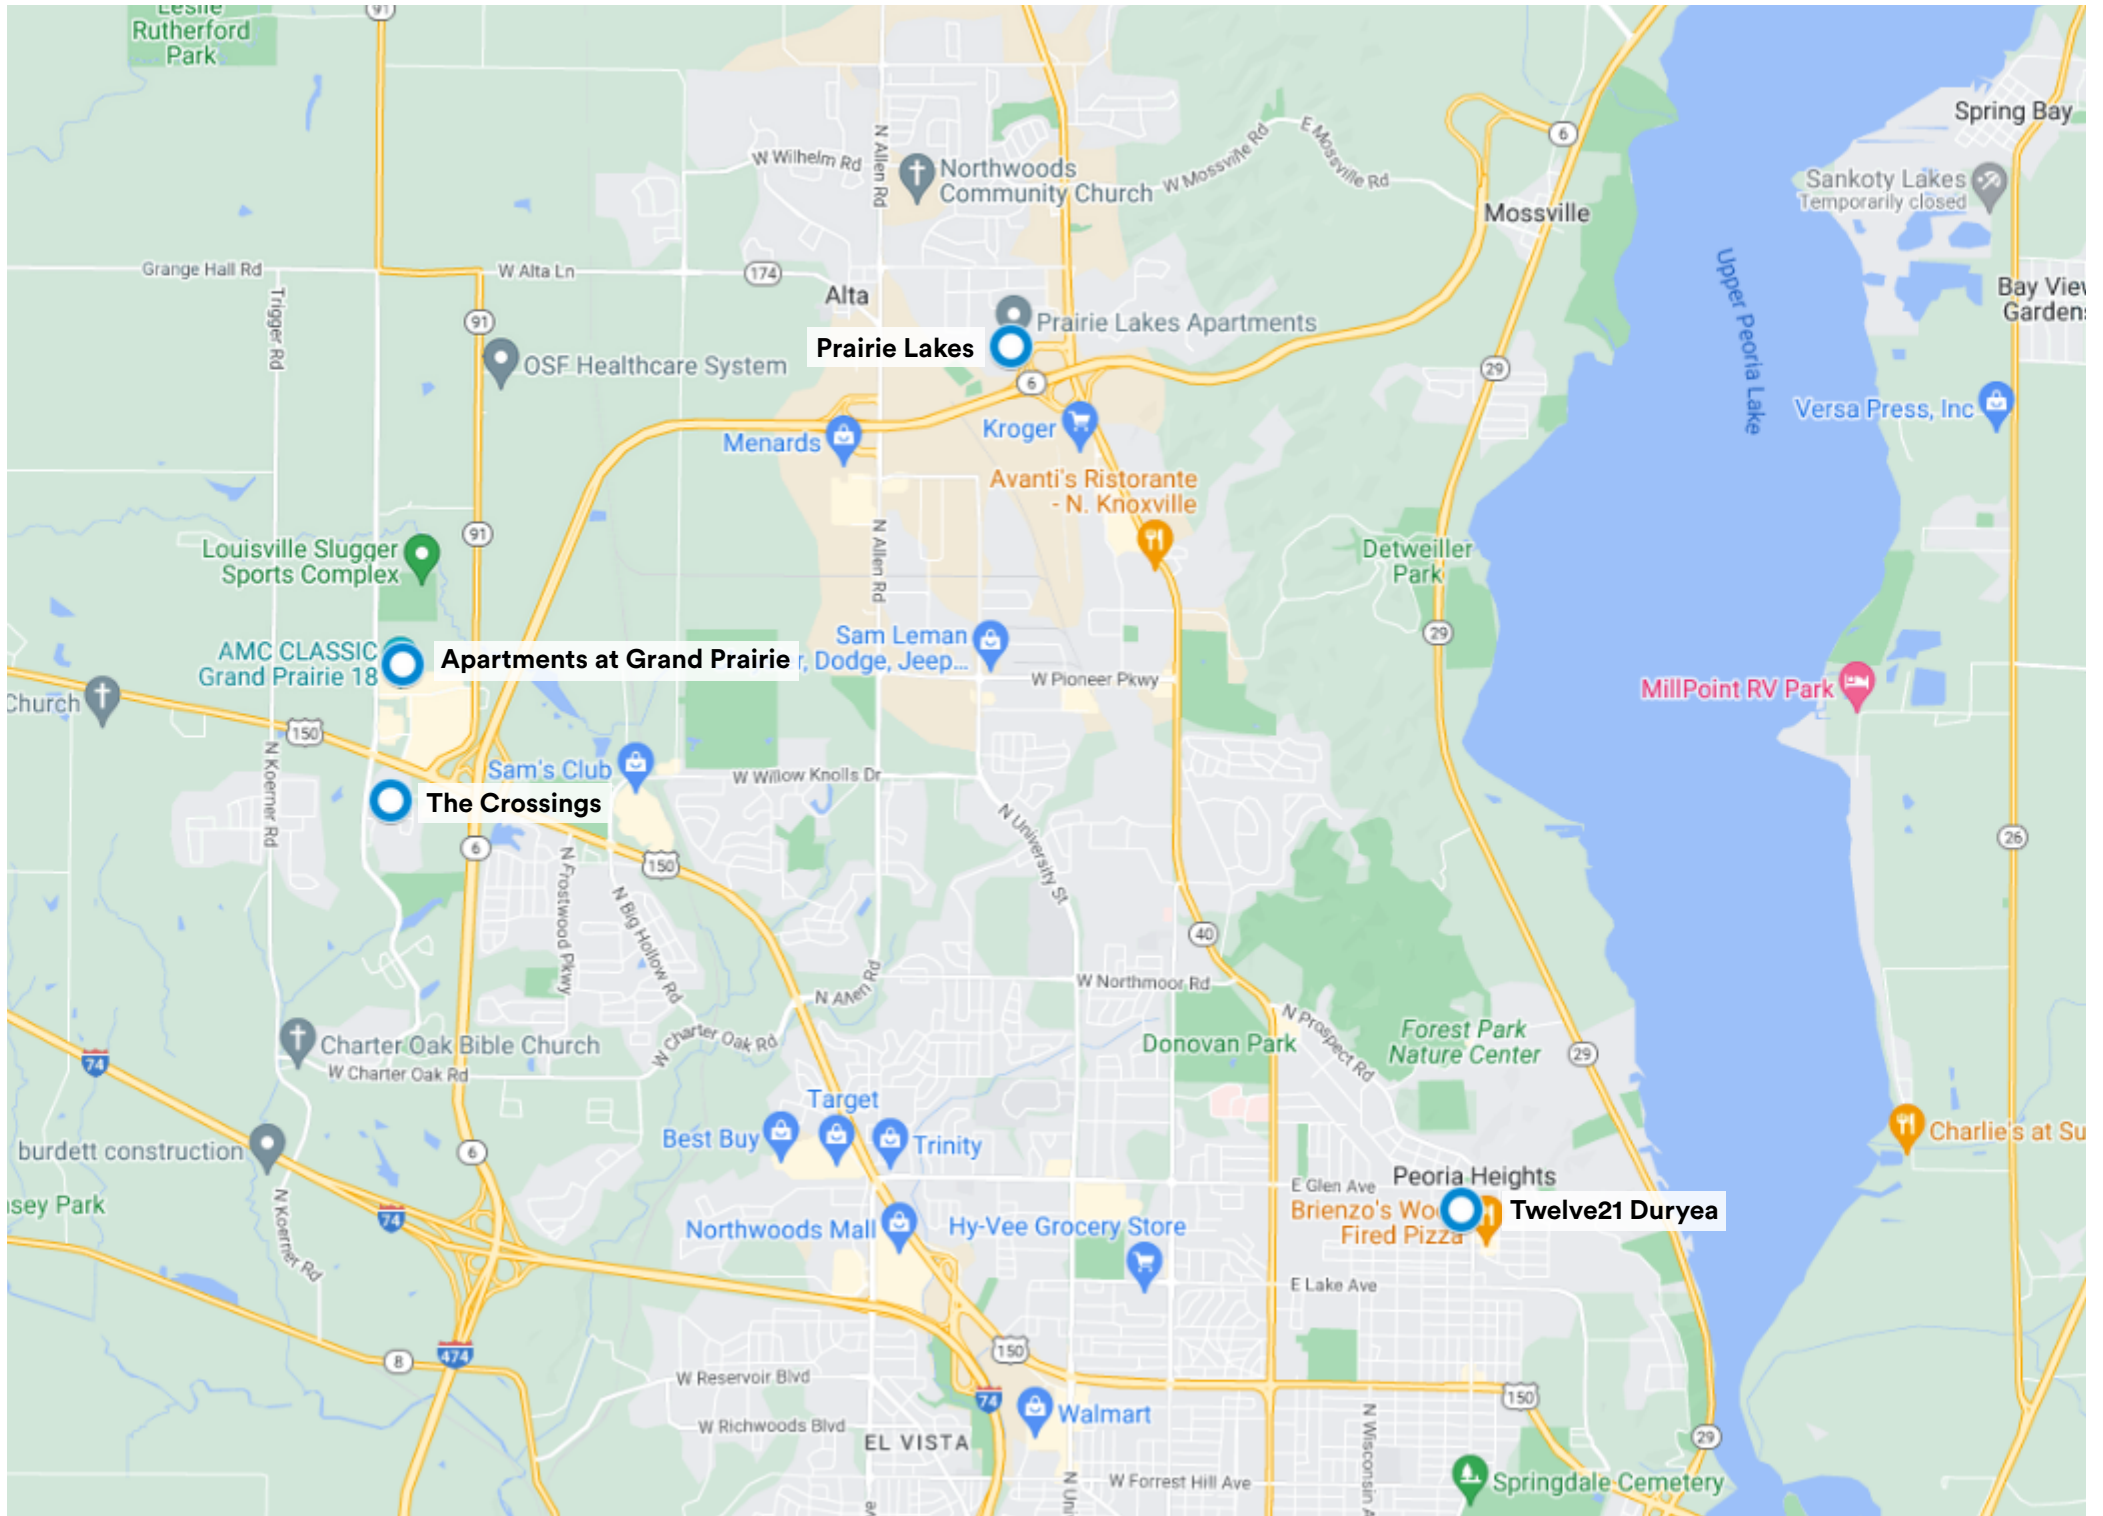 91
Leslie
Rutherford
Park
Spring Bay
6
W Wilhelm Rd
N Allen Rd
Northwoods
Community Church
W Mossville Rd
E Mossville Rd
Sankoty Lakes
Temporarily closed
Mossville
Grange Hall Rd
W Alta Ln
174
Alta
Trigger Rd
91
Prairie Lakes Apartments
Prairie Lakes
Upper Peoria Lake
Bay View
Gardens
OSF Healthcare System
6
29
Menards
Kroger
Versa Press, Inc
Avanti's Ristorante
- N. Knoxville
91
N Allen Rd
Louisville Slugger
Sports Complex
Detweiller
Park
29
AMC CLASSIC
Grand Prairie 18
Apartments at Grand Prairie
Sam Leman
r, Dodge, Jeep...
W Pioneer Pkwy
MillPoint RV Park
Church
150
N Koerner Rd
Sam's Club
W Willow Knolls Dr
The Crossings
N University St
26
6
150
N Frostwood Pkwy
N Big Hollow Rd
40
W Northmoor Rd
N Allen Rd
N Prospect Rd
Forest Park
Nature Center
Donovan Park
29
Charter Oak Bible Church
W Charter Oak Rd
W Charter Oak Rd
74
Target
Best Buy
Trinity
Charlie's at Su
burdett construction
6
Peoria Heights
E Glen Ave
sey Park
74
N Koerner Rd
Northwoods Mall
Hy-Vee Grocery Store
Brienzo's Woo
Fired Pizza
Twelve21 Duryea
E Lake Ave
474
8
150
W Reservoir Blvd
74
Walmart
150
W Richwoods Blvd
EL VISTA
N Wisconsin A
29
N Uni
W Forrest Hill Ave
Springdale Cemetery